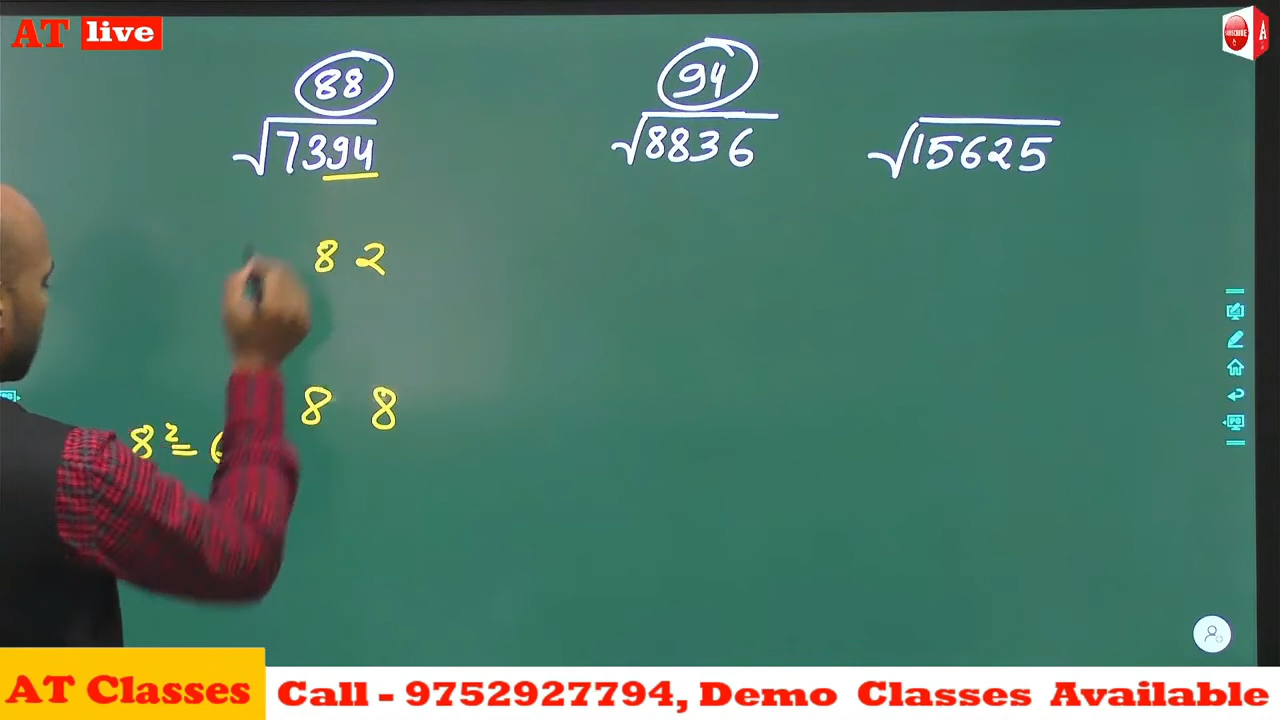 AT live
SUBSCRIBE A
88
√7394
94
√8836
√15625
8 2
8 8
8²=
AT Classes
Call - 9752927794, Demo Classes Available